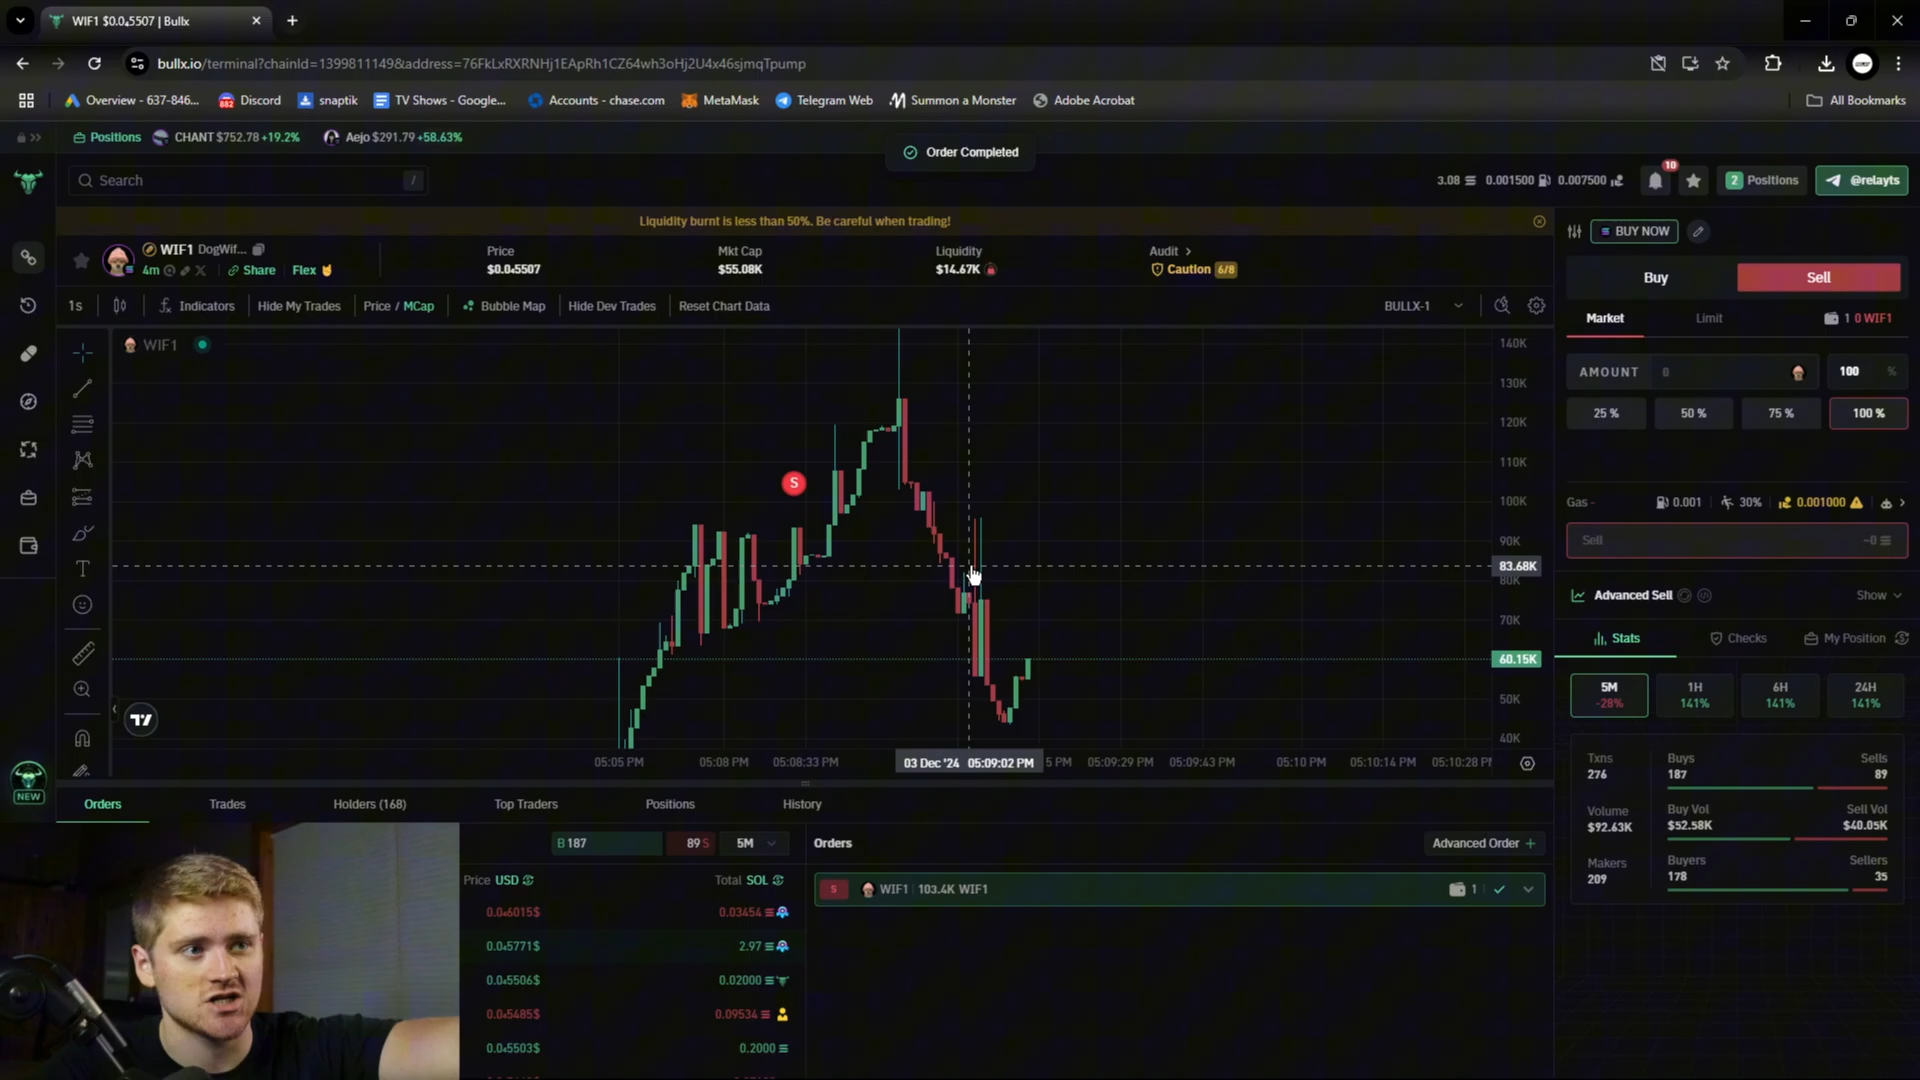 WIF1 $0.0₄5507 | Bullx
bullx.io/terminal?chainId=1399811149&address=76FkLxRXRNHj1EApRh1CZ64wh3oHj2U4x46sjmqTpump
Overview - 637-846... Discord snaptik TV Shows - Google... Accounts - chase.com MetaMask Telegram Web Summon a Monster Adobe Acrobat All Bookmarks
Positions CHANT $752.78 +19.2% Aejo $291.79 +58.63%
Order Completed
Search /
3.08 0.001500 0.007500 10 2 Positions @relayts
Liquidity burnt is less than 50%. Be careful when trading!
BUY NOW
WIF1 DogWif... Price Mkt Cap Liquidity Audit
4m Share Flex $0.0₄5507 $55.08K $14.67K Caution 6/8
Buy Sell
1s Indicators Hide My Trades Price / MCap Bubble Map Hide Dev Trades Reset Chart Data BULLX-1
Market Limit 1 0 WIF1
WIF1
140K
130K
120K
110K
100K
90K
83.68K
80K
70K
60.15K
50K
40K
S
AMOUNT 0 100 %
25 % 50 % 75 % 100 %
Gas - 0.001 30% 0.001000
Sell ~0
Advanced Sell Show
Stats Checks My Position
5M 1H 6H 24H
-28% 141% 141% 141%
Txns Buys Sells
276 187 89
Volume Buy Vol Sell Vol
$92.63K $52.58K $40.05K
Makers Buyers Sellers
209 178 35
05:05 PM 05:08 PM 05:08:33 PM 03 Dec '24 05:09:02 PM 5 PM 05:09:29 PM 05:09:43 PM 05:10 PM 05:10:14 PM 05:10:28 P
NEW
Orders Trades Holders (168) Top Traders Positions History
B 187 89 S 5M Orders Advanced Order +
Price USD Total SOL
S WIF1 103.4K WIF1 1
0.0₄6015$ 0.03454
0.0₄5771$ 2.97
0.0₄5506$ 0.02000
0.0₄5485$ 0.09534
0.0₄5503$ 0.2000